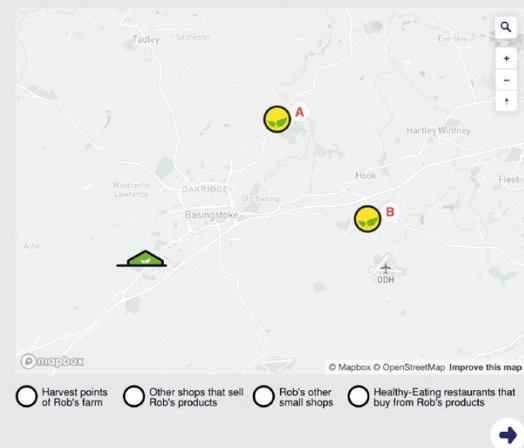 Tadley
Silchester
Eversley
A
Hartley Wintney
Wootton St
Lawrence
OAKRIDGE
Old Basing
Hook
Fleet
Basingstoke
B
Ashe
ODH
mapbox
© Mapbox © OpenStreetMap Improve this map
Harvest points
of Rob's farm
Other shops that sell
Rob's products
Rob's other
small shops
Healthy-Eating restaurants that
buy from Rob's products